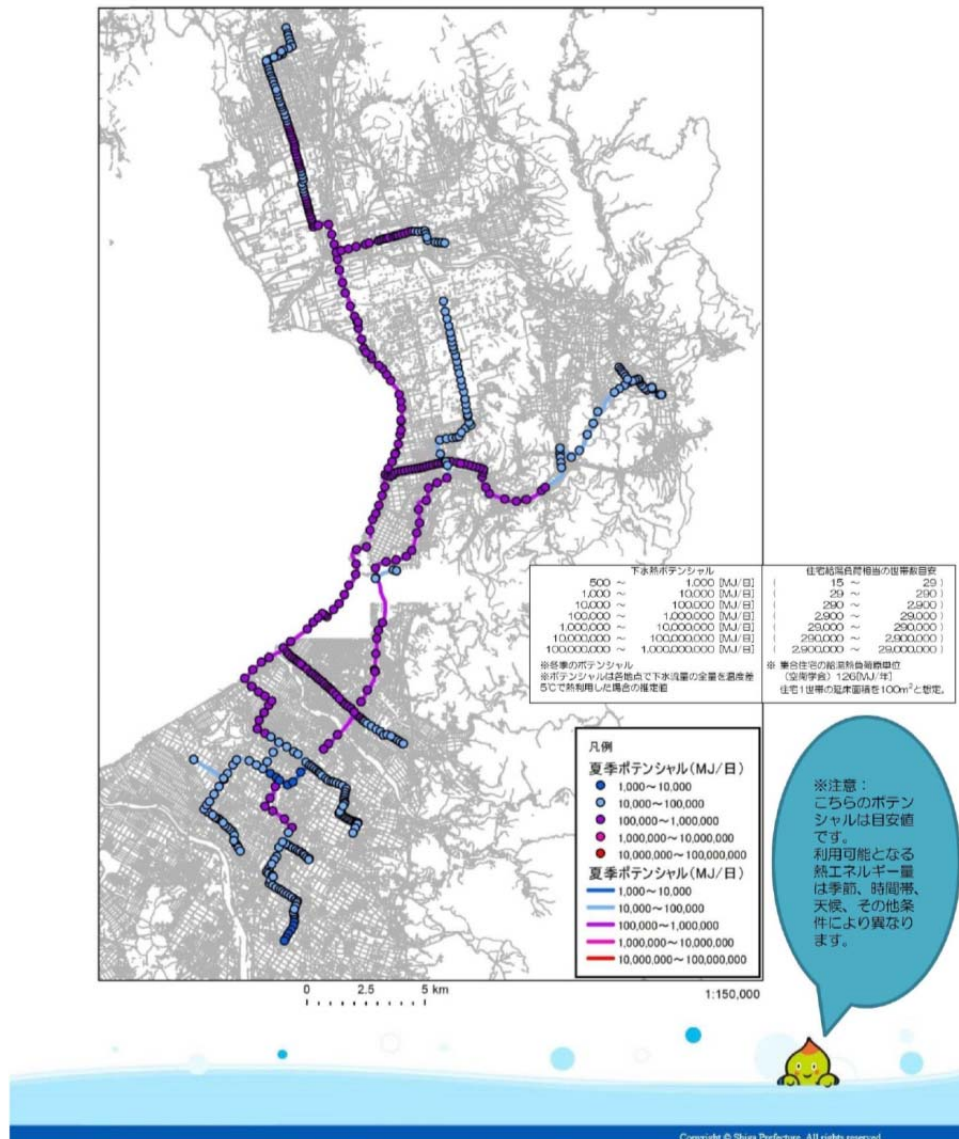 下水熱ポテンシャル 住宅給湯負荷相当の世帯数目安
500 ～ 1,000 [MJ/日] ( 15 ～ 29 )
1,000 ～ 10,000 [MJ/日] ( 29 ～ 290 )
10,000 ～ 100,000 [MJ/日] ( 290 ～ 2,900 )
100,000 ～ 1,000,000 [MJ/日] ( 2,900 ～ 29,000 )
1,000,000 ～ 10,000,000 [MJ/日] ( 29,000 ～ 290,000 )
10,000,000 ～ 100,000,000 [MJ/日] ( 290,000 ～ 2,900,000 )
100,000,000 ～ 1,000,000,000 [MJ/日] ( 2,900,000 ～ 29,000,000 )
※冬季のポテンシャル
※ポテンシャルは各地点で下水流量の全量を温度差
5℃で熱利用した場合の推定値
※ 集合住宅の給湯熱負荷原単位
（空衛学会）126[MJ/年]
住宅1世帯の延床面積を100m²と想定。
凡例
夏季ポテンシャル(MJ/日)
1,000～10,000
10,000～100,000
100,000～1,000,000
1,000,000～10,000,000
10,000,000～100,000,000
夏季ポテンシャル(MJ/日)
1,000～10,000
10,000～100,000
100,000～1,000,000
1,000,000～10,000,000
10,000,000～100,000,000
※注意：
こちらのポテン
シャルは目安値
です。
利用可能となる
熱エネルギー量
は季節、時間帯、
天候、その他条
件により異なり
ます。
0 2.5 5 km
1:150,000
Copyright © Shiga Prefecture. All rights reserved.